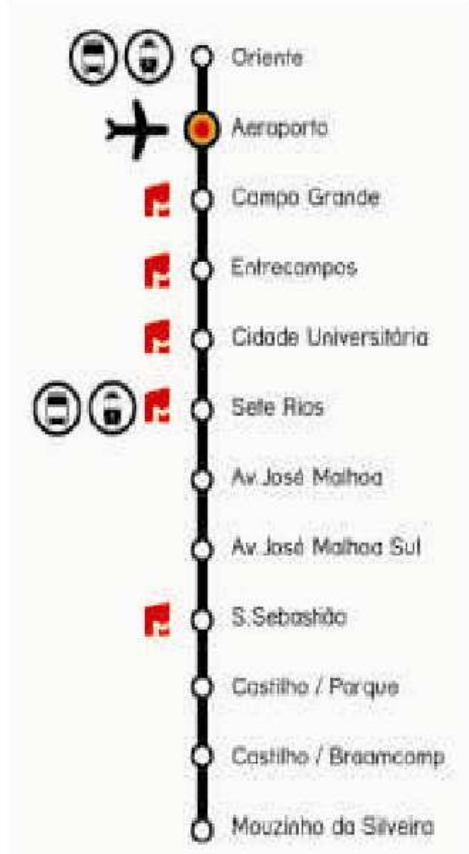 Oriente
Aeroporto
Campo Grande
Entrecampos
Cidade Universitária
Sete Rios
Av.José Malhoa
Av.José Malhoa Sul
S.Sebastião
Castilho / Parque
Castilho / Braamcamp
Mouzinho da Silveira